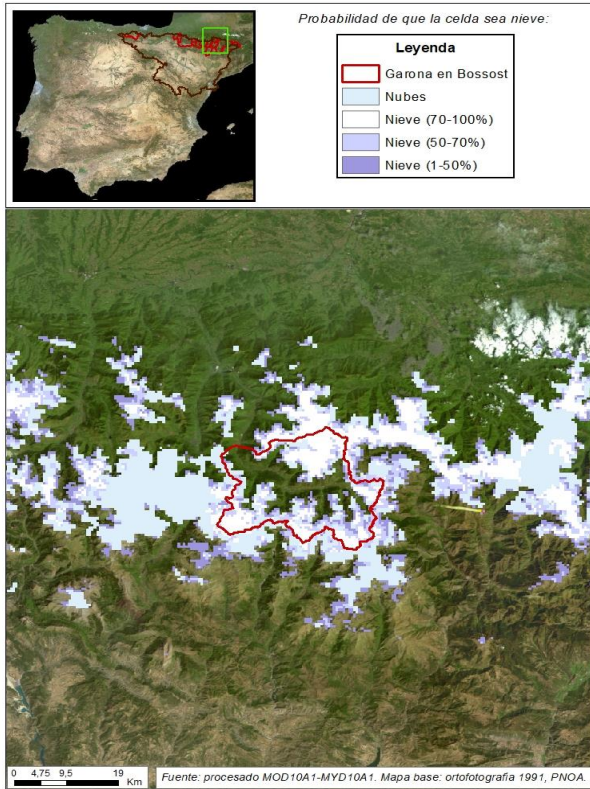 Probabilidad de que la celda sea nieve:
Leyenda
Garona en Bossost
Nubes
Nieve (70-100%)
Nieve (50-70%)
Nieve (1-50%)
0 4,75 9,5 19
Km
Fuente: procesado MOD10A1-MYD10A1. Mapa base: ortofotografia 1991, PNOA.